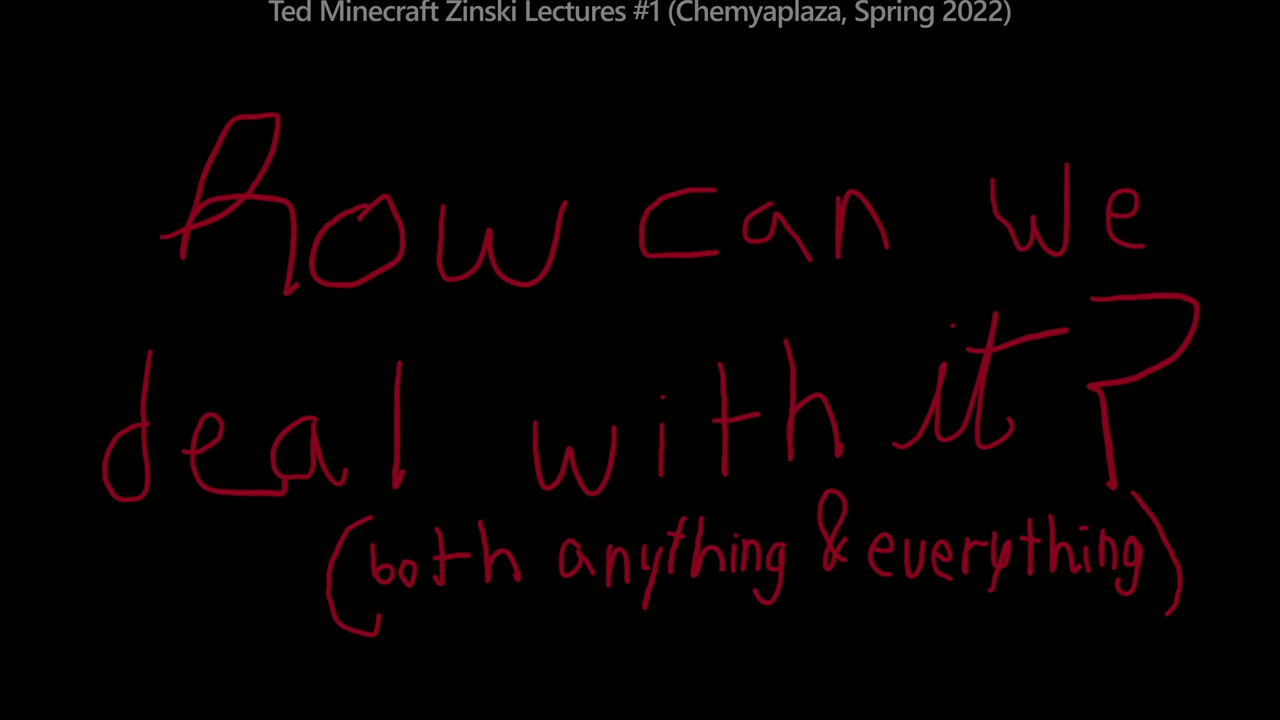 Ted Minecraft Zinski Lectures #1 (Chemyaplaza, Spring 2022)
How can we
deal with it?
(both anything & everything)